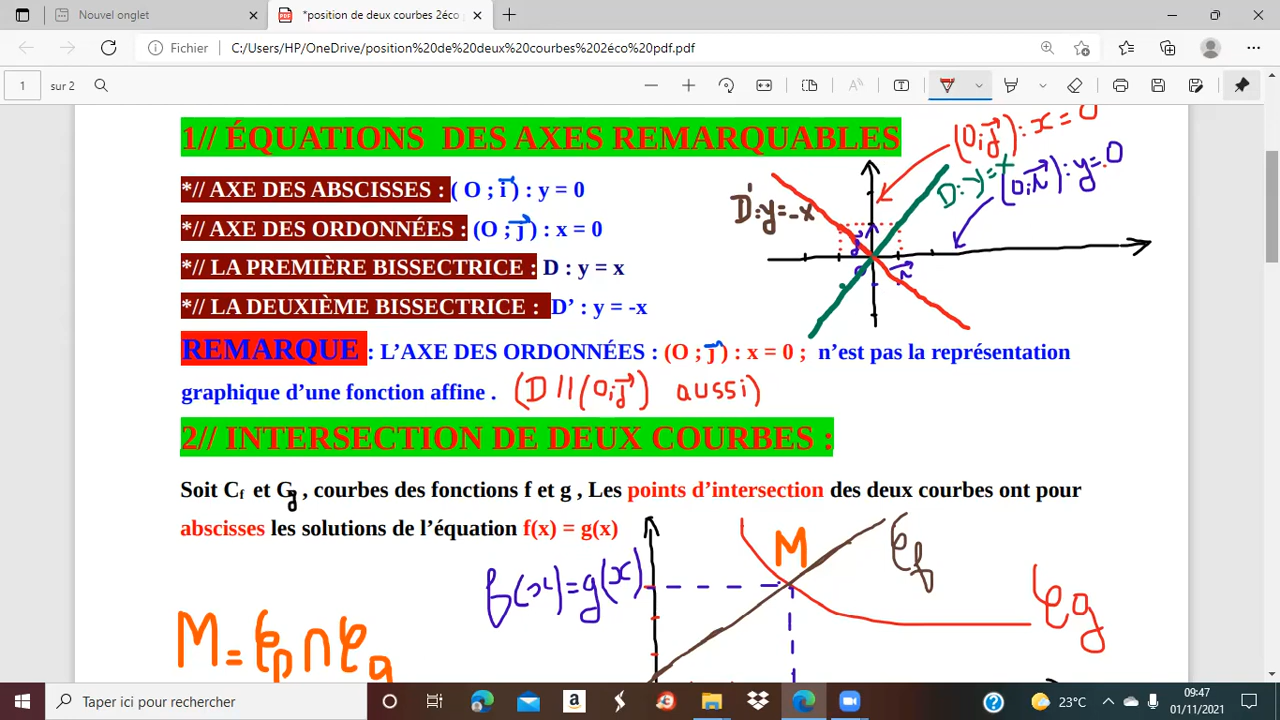 Nouvel onglet
*position de deux courbes 2éco p
Fichier
C:/Users/HP/OneDrive/position%20de%20deux%20courbes%202éco%20pdf.pdf
1 sur 2
1// ÉQUATIONS DES AXES REMARQUABLES
(O;j) : x = 0
*// AXE DES ABSCISSES : ( O ; i ) : y = 0
D' : y = -x
D : y = x
(O;i) : y = 0
*// AXE DES ORDONNÉES : (O ; j ) : x = 0
j
*// LA PREMIÈRE BISSECTRICE : D : y = x
o
i
*// LA DEUXIÈME BISSECTRICE : D’ : y = -x
REMARQUE : L’AXE DES ORDONNÉES : (O ; j ) : x = 0 ; n’est pas la représentation
graphique d’une fonction affine . (D // (O;j) aussi)
2// INTERSECTION DE DEUX COURBES :
Soit Cf et Cg , courbes des fonctions f et g , Les points d’intersection des deux courbes ont pour
abscisses les solutions de l’équation f(x) = g(x)
M
Cf
f(x) = g(x)
Cg
M = Cf ∩ Cg
Taper ici pour rechercher
23°C
09:47
01/11/2021